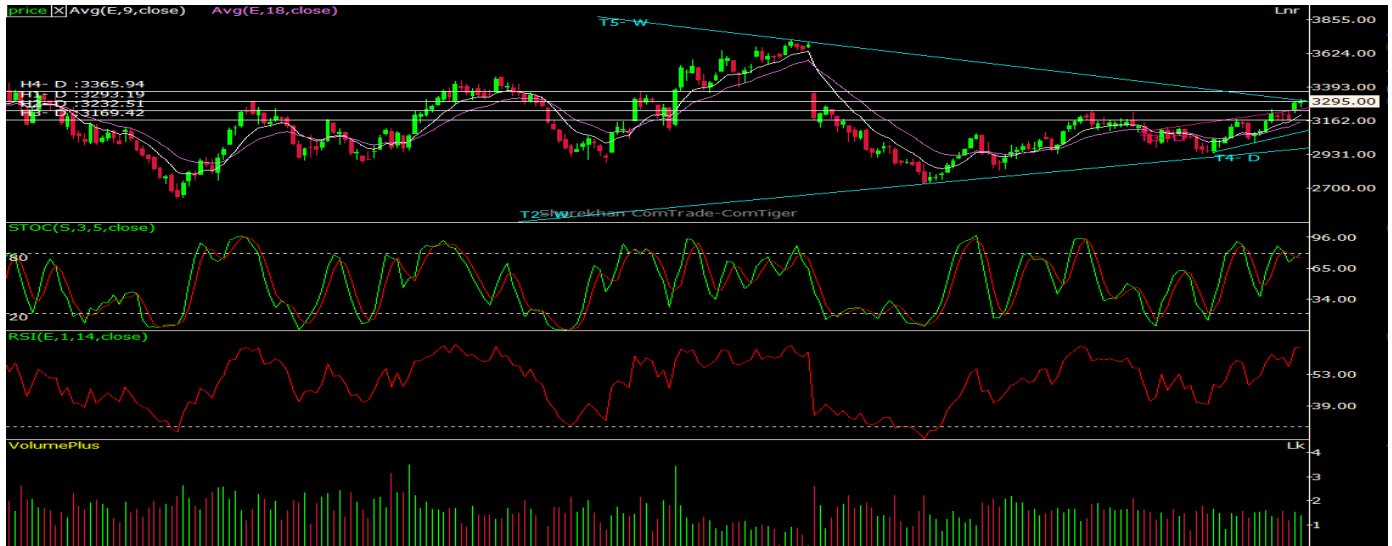 price X Avg(E,9,close) Avg(E,18,close) Lnr
T5- W
3855.00
3624.00
H4- D :3365.94
3393.00
H1- D :3293.19
3295.00
D :3232.51
H3- D :3169.42
3162.00
2931.00
T4- D
2700.00
T2- W
Sharekhan ComTrade-ComTiger
STOC(S,3,5,close)
96.00
80
65.00
34.00
20
RSI(E,1,14,close)
53.00
39.00
VolumePlus Lk
4
3
2
1